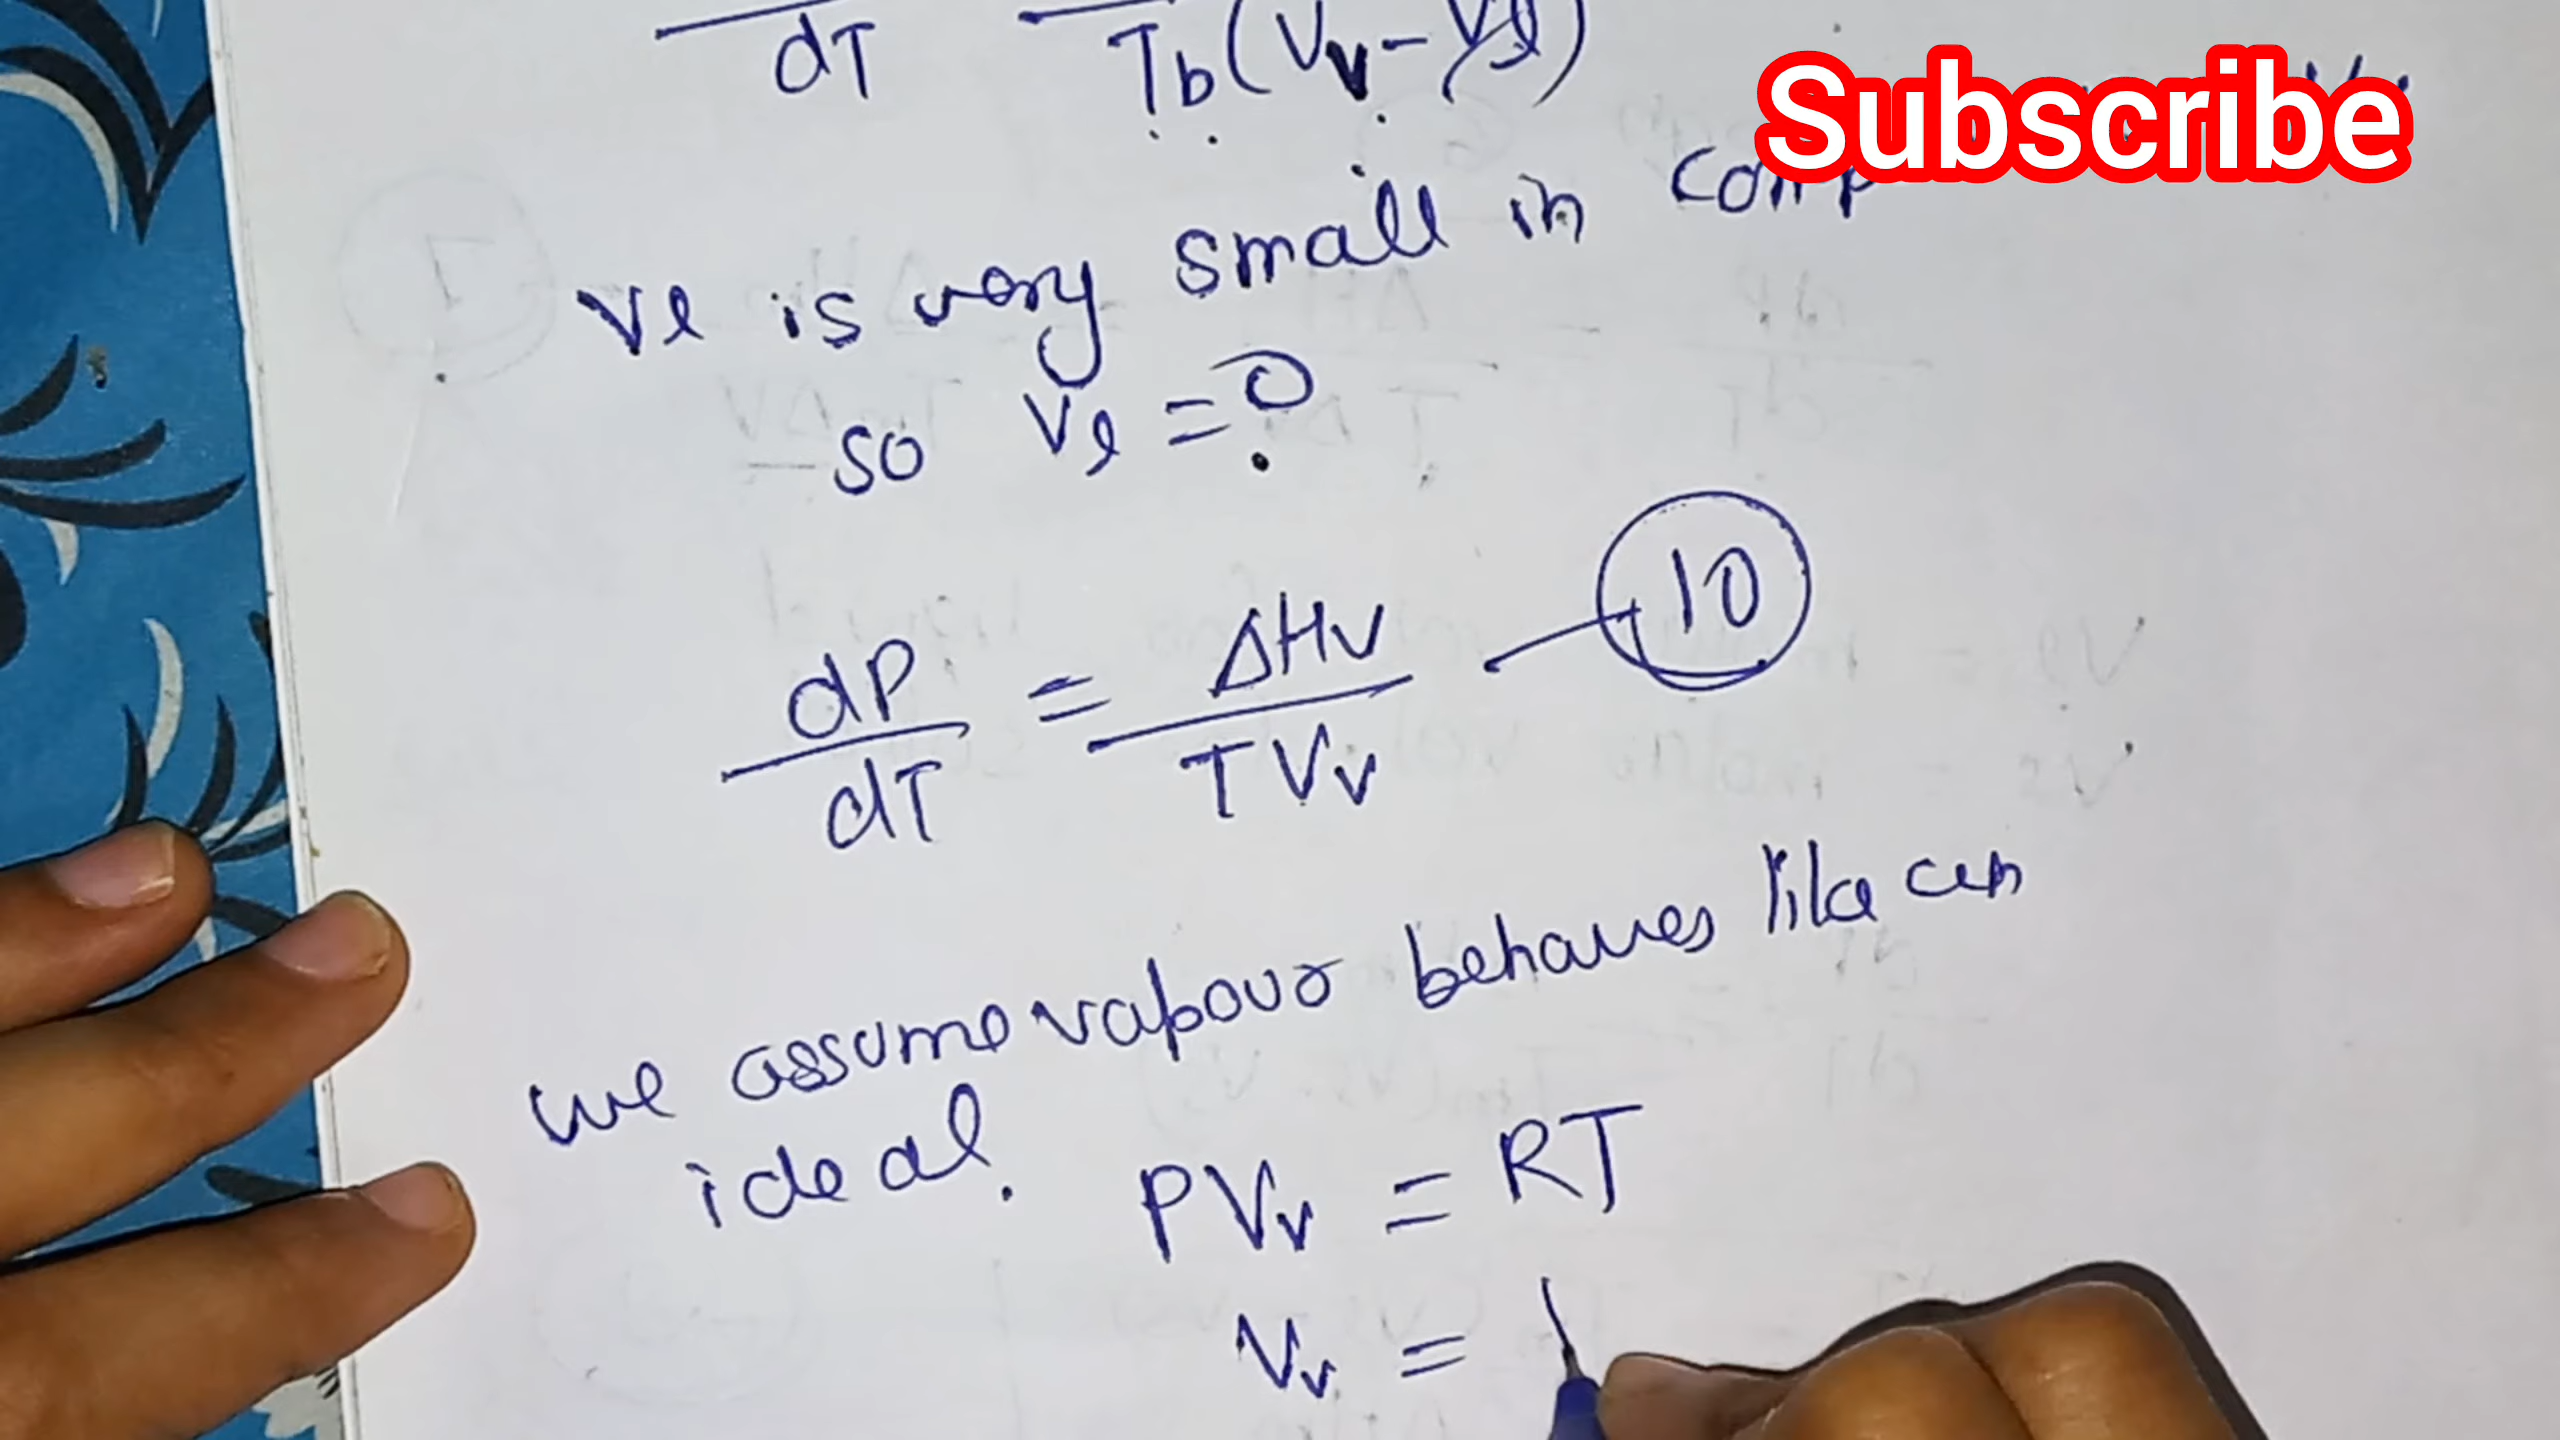 dT Tb(Vv-Vl)
Subscribe
Vl is very small in
so Vl = 0
dP/dT = ΔHv/TVv — 10
we assume vapour behaves like an
ideal. PVv = RT
Vv =